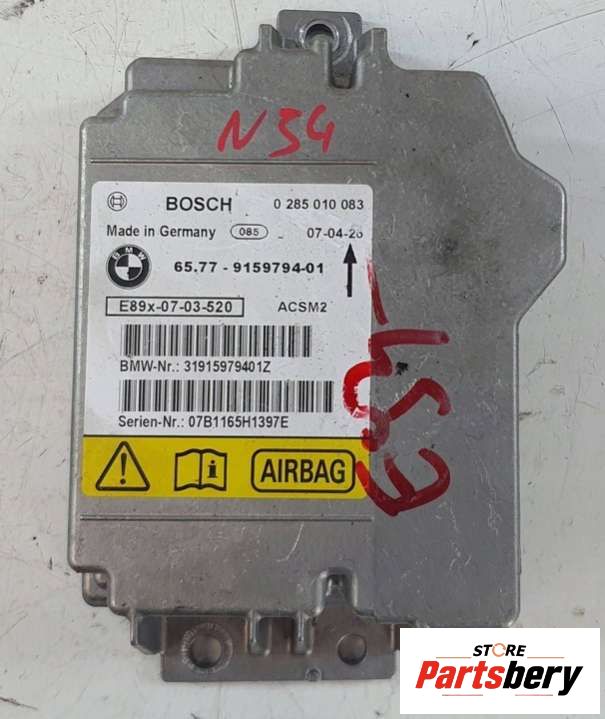 N34
BOSCH 0 285 010 083
Made in Germany 085 07-04-26
BMW
65.77 - 9159794-01
E89x-07-03-520 ACSM2
BMW-Nr.: 31915979401Z
Serien-Nr.: 07B1165H1397E
AIRBAG
STORE
Partsbery